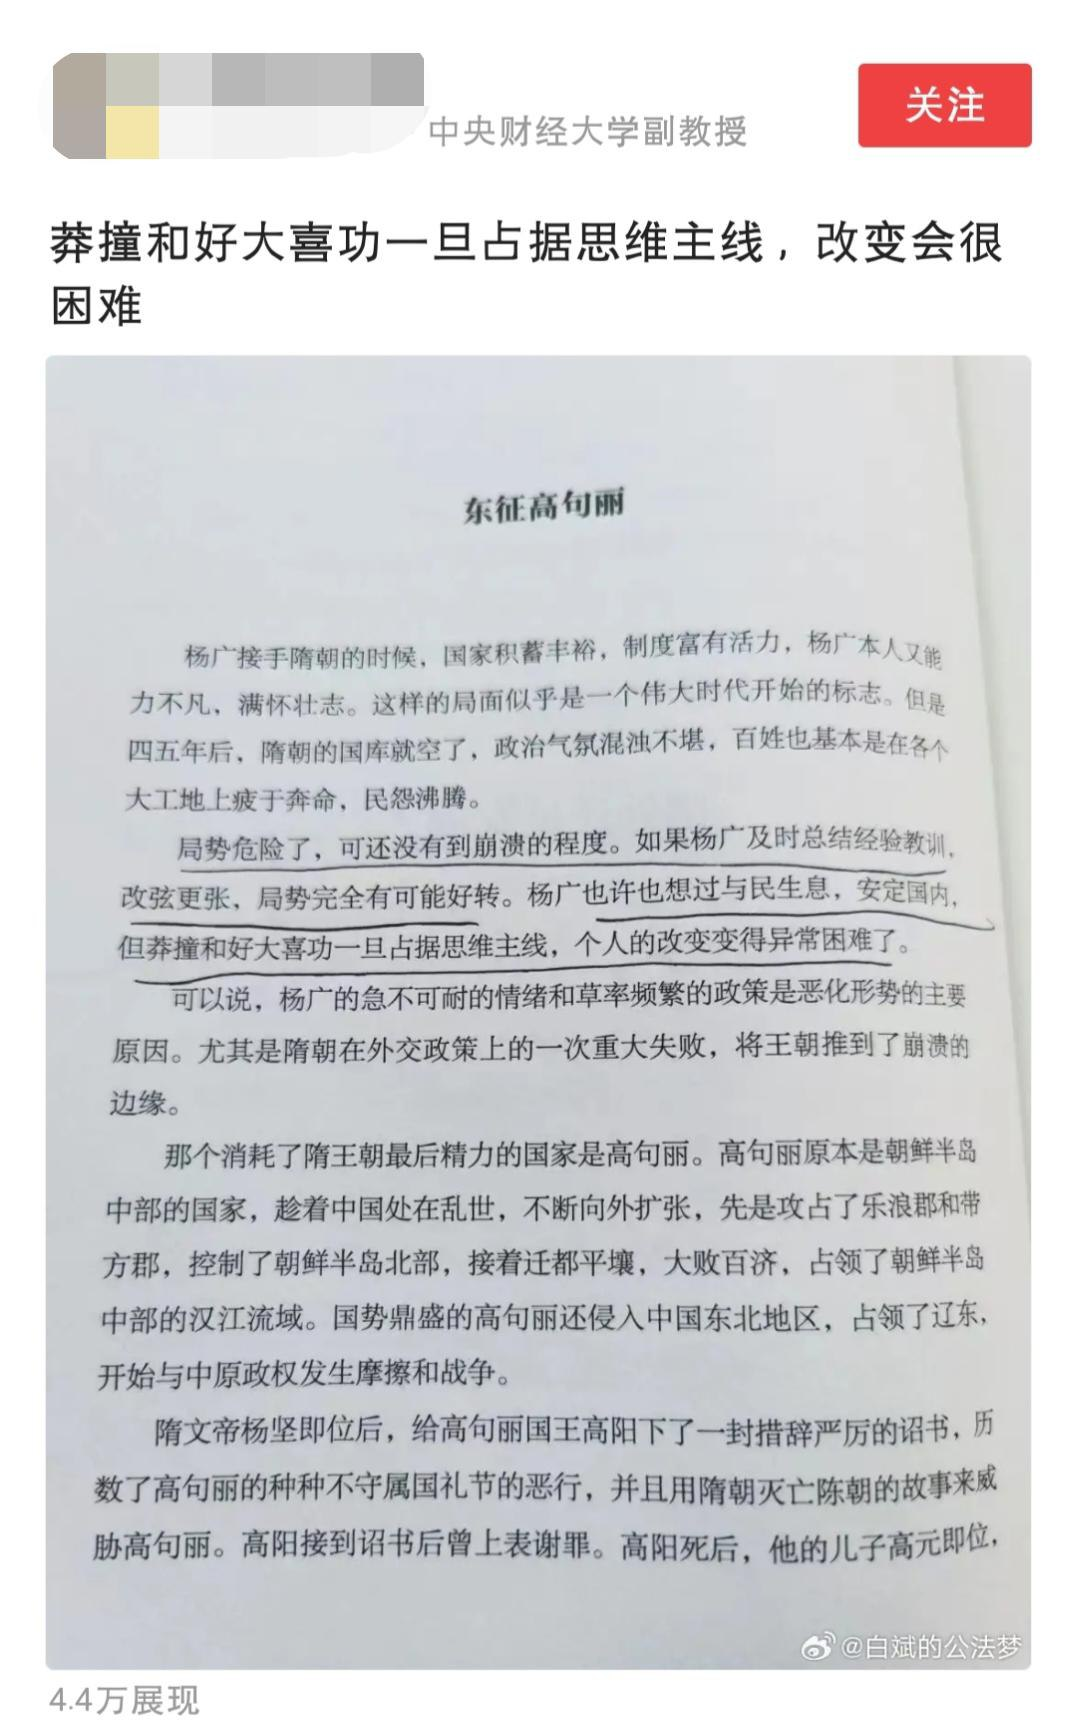 中央财经大学副教授
关注
莽撞和好大喜功一旦占据思维主线，改变会很
困难
东征高句丽
杨广接手隋朝的时候，国家积蓄丰裕，制度富有活力，杨广本人又能
力不凡，满怀壮志。这样的局面似乎是一个伟大时代开始的标志。但是
四五年后，隋朝的国库就空了，政治气氛混浊不堪，百姓也基本是在各个
大工地上疲于奔命，民怨沸腾。
局势危险了，可还没有到崩溃的程度。如果杨广及时总结经验教训，
改弦更张，局势完全有可能好转。杨广也许也想过与民生息，安定国内，
但莽撞和好大喜功一旦占据思维主线，个人的改变变得异常困难了。
可以说，杨广的急不可耐的情绪和草率频繁的政策是恶化形势的主要
原因。尤其是隋朝在外交政策上的一次重大失败，将王朝推到了崩溃的
边缘。
那个消耗了隋王朝最后精力的国家是高句丽。高句丽原本是朝鲜半岛
中部的国家，趁着中国处在乱世，不断向外扩张，先是攻占了乐浪郡和带
方郡，控制了朝鲜半岛北部，接着迁都平壤，大败百济，占领了朝鲜半岛
中部的汉江流域。国势鼎盛的高句丽还侵入中国东北地区，占领了辽东，
开始与中原政权发生摩擦和战争。
隋文帝杨坚即位后，给高句丽国王高阳下了一封措辞严厉的诏书，历
数了高句丽的种种不守属国礼节的恶行，并且用隋朝灭亡陈朝的故事来威
胁高句丽。高阳接到诏书后曾上表谢罪。高阳死后，他的儿子高元即位，
@白斌的公法梦
4.4万展现